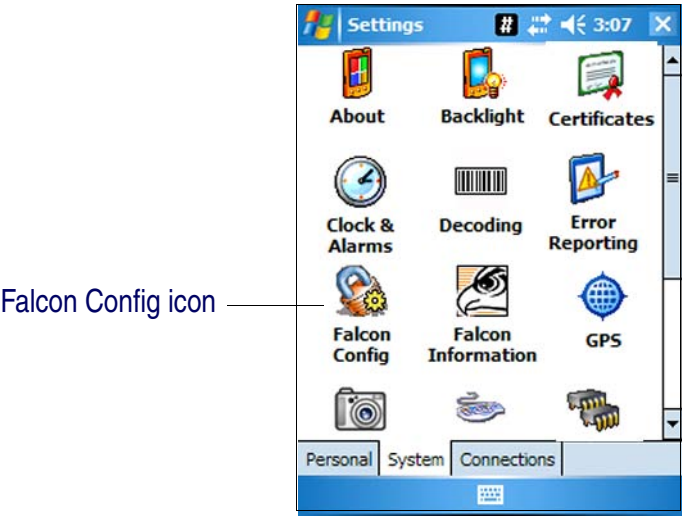 Settings # 3:07
About Backlight Certificates
Clock & Decoding Error
Alarms Reporting
Falcon Config icon
Falcon Falcon GPS
Config Information
Personal System Connections